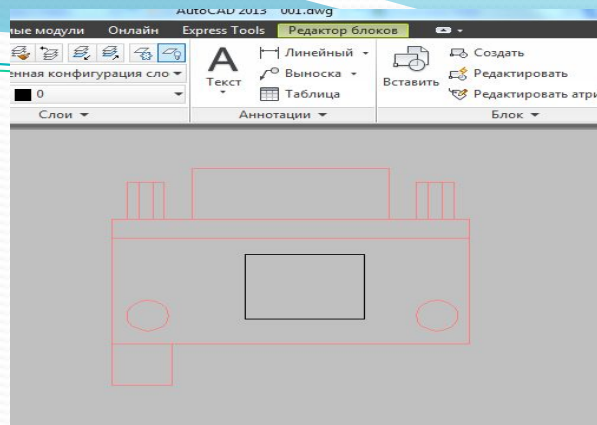 AutoCAD 2013 001.dwg
ные модули Онлайн Express Tools Редактор блоков
Линейный Создать
Текст Выноска Вставить Редактировать
енная конфигурация сло
0 Таблица Редактировать атри
Слои Аннотации Блок